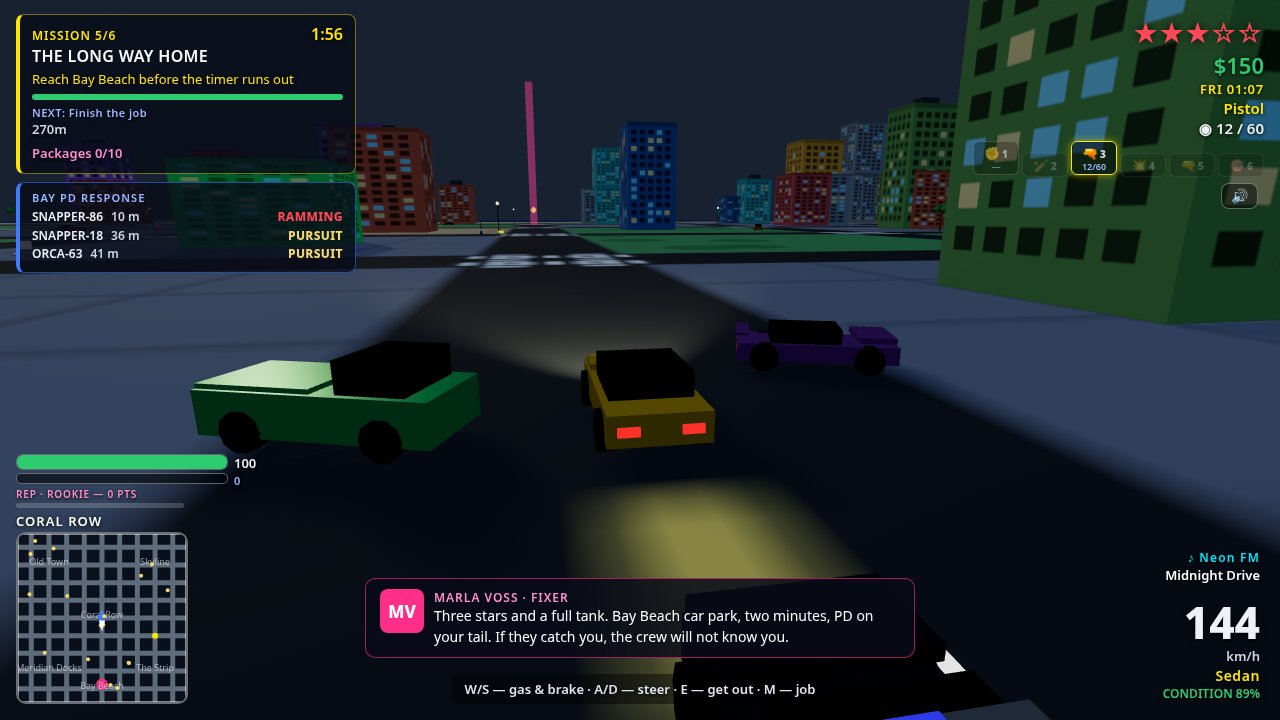 MISSION 5/6 1:56
THE LONG WAY HOME
Reach Bay Beach before the timer runs out
NEXT: Finish the job
270m
Packages 0/10
BAY PD RESPONSE
SNAPPER-86 10 m RAMMING
SNAPPER-18 36 m PURSUIT
ORCA-63 41 m PURSUIT
★★★☆☆
$150
FRI 01:07
Pistol
◉ 12 / 60
1 2 3 4 5 6
— 12/60
100
0
REP · ROOKIE — 0 PTS
CORAL ROW
Old Town Skyline
Coral Row
Meridian Docks The Strip
Bay Beach
MV
MARLA VOSS · FIXER
Three stars and a full tank. Bay Beach car park, two minutes, PD on
your tail. If they catch you, the crew will not know you.
W/S — gas & brake · A/D — steer · E — get out · M — job
♪ Neon FM
Midnight Drive
144
km/h
Sedan
CONDITION 89%